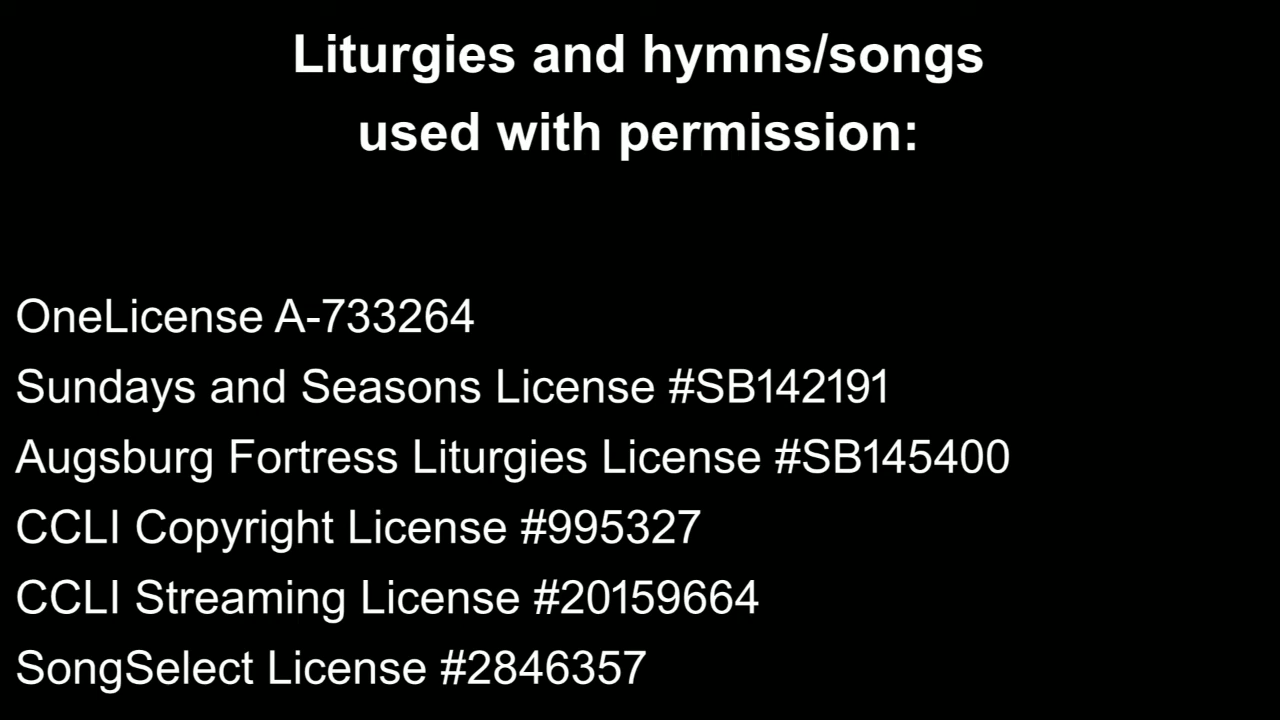 Liturgies and hymns/songs
used with permission:
OneLicense A-733264
Sundays and Seasons License #SB142191
Augsburg Fortress Liturgies License #SB145400
CCLI Copyright License #995327
CCLI Streaming License #20159664
SongSelect License #2846357